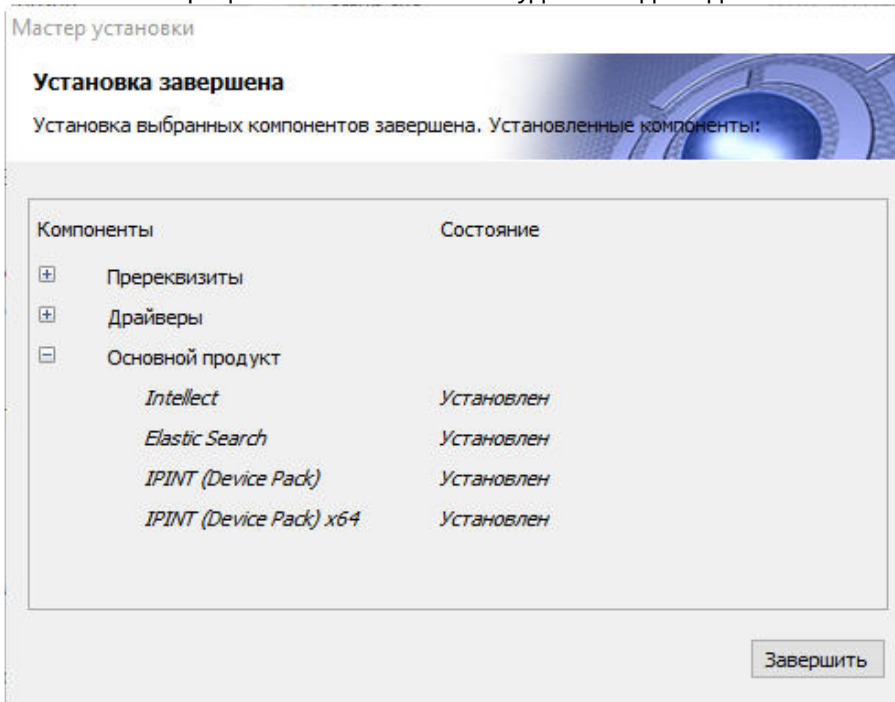 Мастер установки
Установка завершена
Установка выбранных компонентов завершена. Установленные компоненты:
Компоненты Состояние
Пререквизиты
Драйверы
Основной продукт
Intellect Установлен
Elastic Search Установлен
IPINT (Device Pack) Установлен
IPINT (Device Pack) x64 Установлен
Завершить